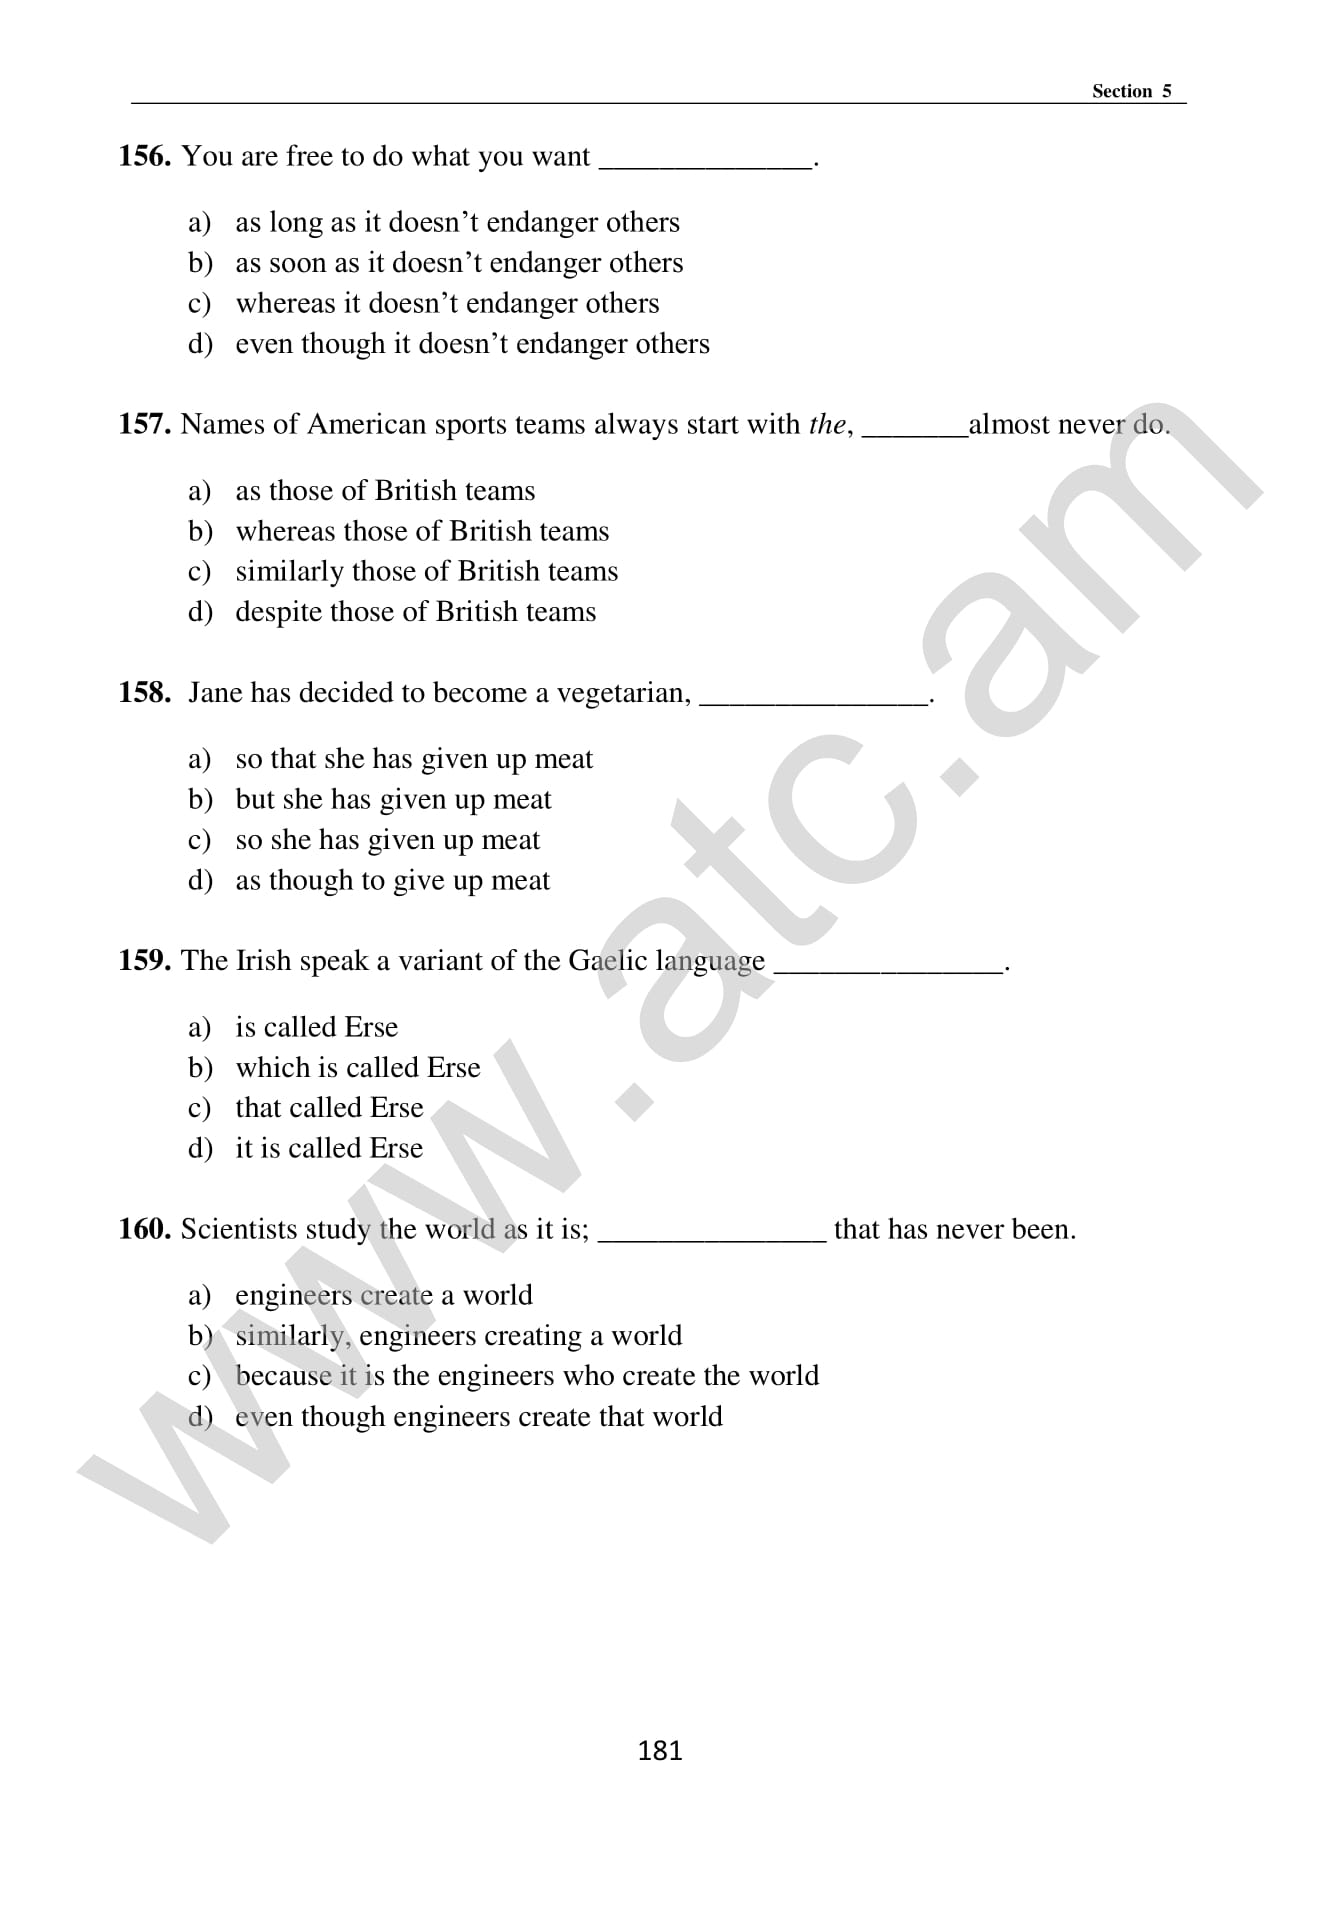 Section 5
156. You are free to do what you want ______________.
a) as long as it doesn’t endanger others
b) as soon as it doesn’t endanger others
c) whereas it doesn’t endanger others
d) even though it doesn’t endanger others
157. Names of American sports teams always start with the, _______almost never do.
a) as those of British teams
b) whereas those of British teams
c) similarly those of British teams
d) despite those of British teams
158. Jane has decided to become a vegetarian, _______________.
a) so that she has given up meat
b) but she has given up meat
c) so she has given up meat
d) as though to give up meat
159. The Irish speak a variant of the Gaelic language _______________.
a) is called Erse
b) which is called Erse
c) that called Erse
d) it is called Erse
160. Scientists study the world as it is; _______________ that has never been.
a) engineers create a world
b) similarly, engineers creating a world
c) because it is the engineers who create the world
d) even though engineers create that world
www.atc.am
181